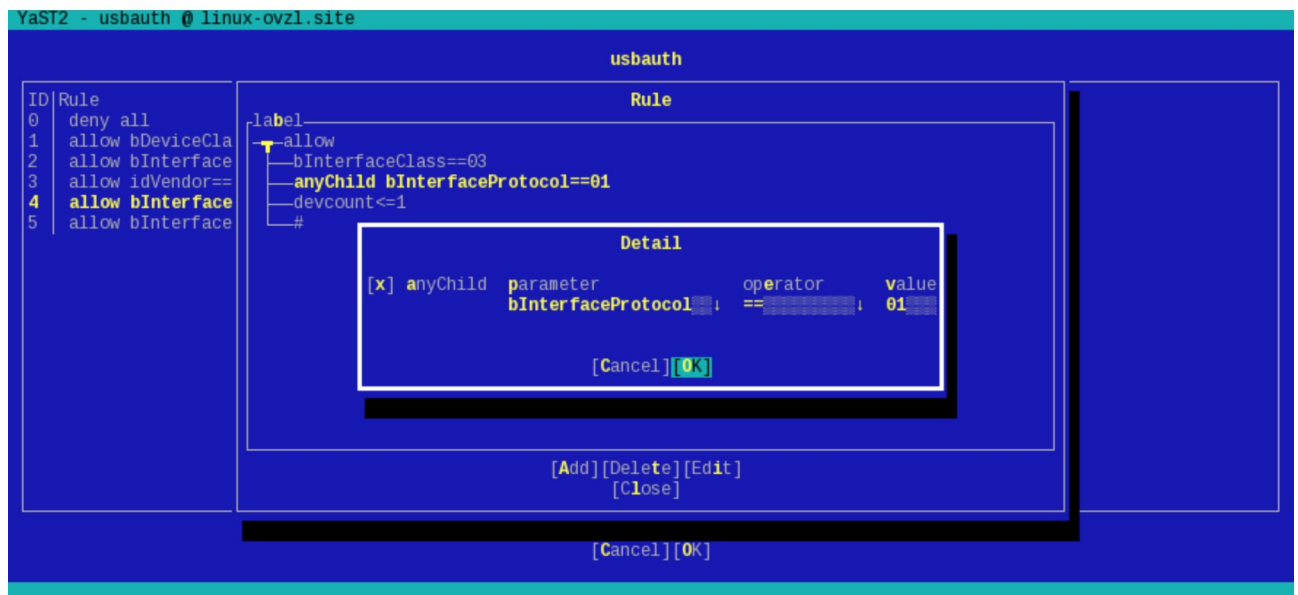 YaST2 - usbauth @ linux-ovzl.site
usbauth
ID|Rule
0 | deny all
1 | allow bDeviceCla
2 | allow bInterface
3 | allow idVendor==
4 | allow bInterface
5 | allow bInterface
Rule
label
allow
bInterfaceClass==03
anyChild bInterfaceProtocol==01
devcount<=1
#
Detail
[x] anyChild parameter operator value
bInterfaceProtocol↓ ==↓ 01
[Cancel][OK]
[Add][Delete][Edit]
[Close]
[Cancel][OK]